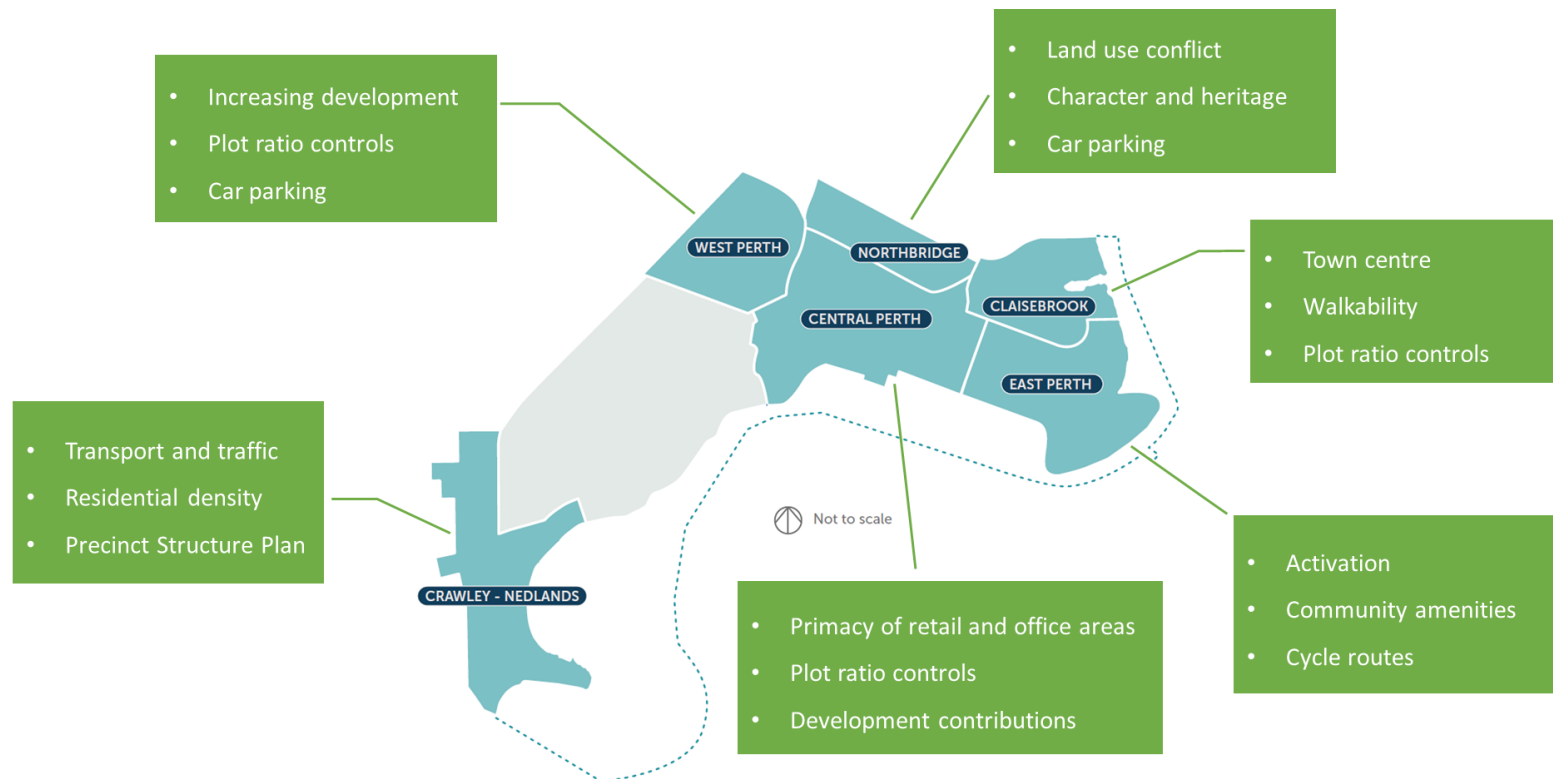 • Increasing development
• Plot ratio controls
• Car parking
• Land use conflict
• Character and heritage
• Car parking
WEST PERTH
NORTHBRIDGE
CLAISEBROOK
CENTRAL PERTH
EAST PERTH
• Town centre
• Walkability
• Plot ratio controls
• Transport and traffic
• Residential density
• Precinct Structure Plan
CRAWLEY - NEDLANDS
Not to scale
• Primacy of retail and office areas
• Plot ratio controls
• Development contributions
• Activation
• Community amenities
• Cycle routes